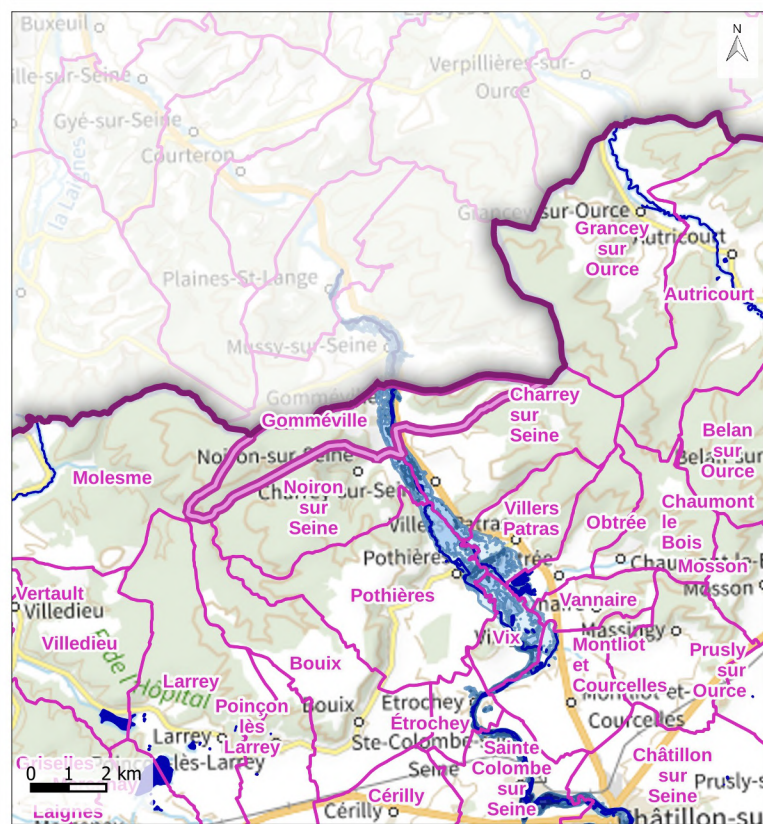 Buxeuil
N
Verpillières-sur-
Ource
Gyé-sur-Seine
Courteron
la Laignes
Grancey-sur-Ource
Grancey
sur
Ource
Autricourt
Autricourt
Plaines-St-Lange
Mussy-sur-Seine
Gomméville
Gomméville
Charrey
sur
Seine
Belan
sur
Ource
Noiron-sur-Seine
Molesme
Noiron
sur
Seine
Villers
Patras
Obtrée
Chaumont
le
Bois
Mosson
Mosson
Pothières
Pothières
Vannaire
Massingy
Vertault
Villedieu
Villedieu
Vix
Montliot
et
Courcelles
Prusly
sur
Ource
Larrey
Bouix
Bouix
Poinçon
lès
Larrey
F de l'Hôpital
Etrochey
Étrochey
Courcelles
Larrey
Ste-Colombe-
Seine
Sainte
Colombe
sur
Seine
Châtillon
sur
Seine
0 1 2 km
Laignes
Cérilly
Cérilly